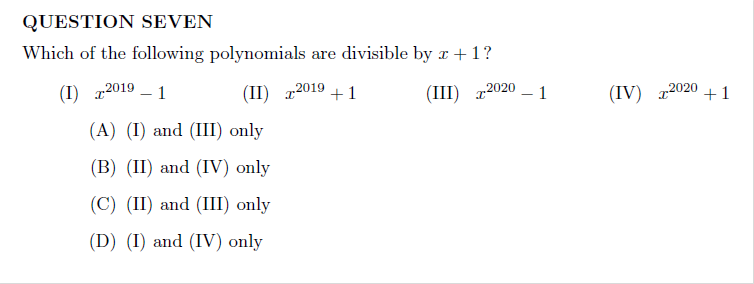 QUESTION SEVEN
Which of the following polynomials are divisible by x + 1?
(I) x^2019 − 1 (II) x^2019 + 1 (III) x^2020 − 1 (IV) x^2020 + 1
(A) (I) and (III) only
(B) (II) and (IV) only
(C) (II) and (III) only
(D) (I) and (IV) only